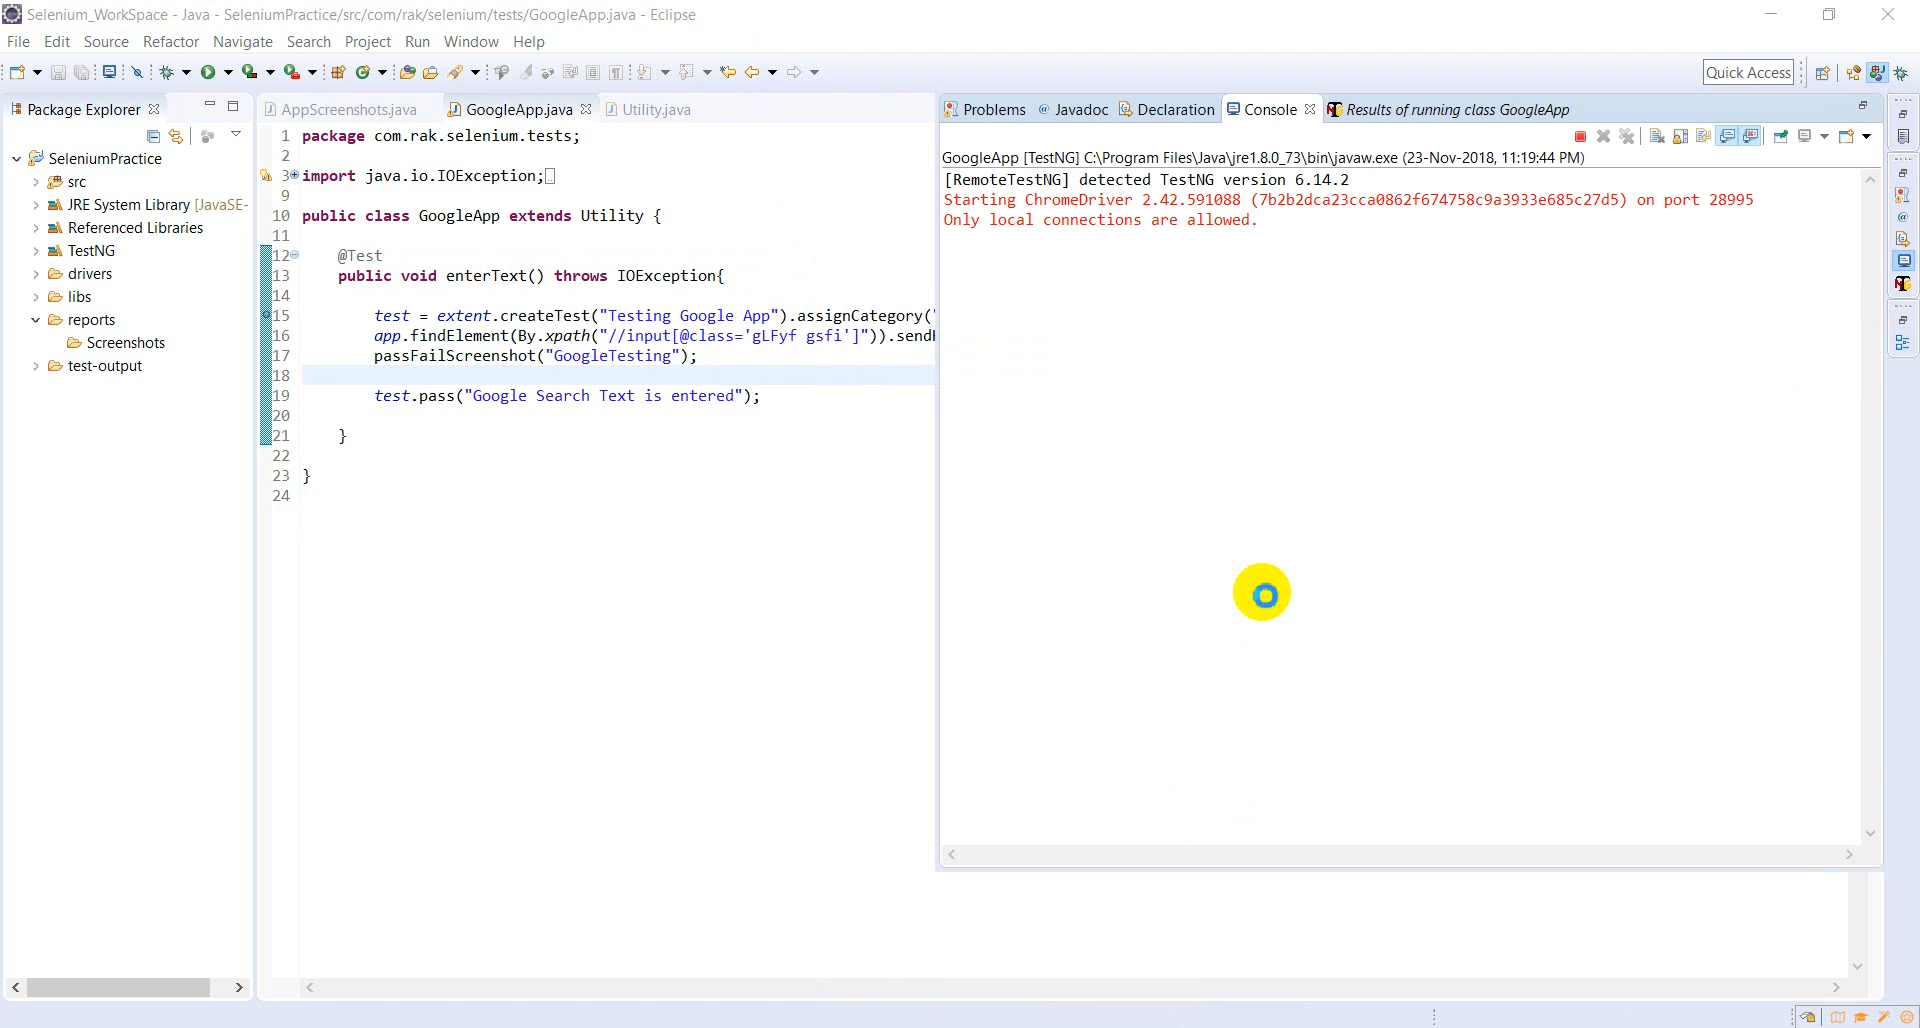 Selenium_WorkSpace - Java - SeleniumPractice/src/com/rak/selenium/tests/GoogleApp.java - Eclipse
File Edit Source Refactor Navigate Search Project Run Window Help
Quick Access
Package Explorer
SeleniumPractice
src
JRE System Library [JavaSE-
Referenced Libraries
TestNG
drivers
libs
reports
Screenshots
test-output
AppScreenshots.java GoogleApp.java Utility.java
1 package com.rak.selenium.tests;
2
3 import java.io.IOException;
9
10 public class GoogleApp extends Utility {
11
12 @Test
13 public void enterText() throws IOException{
14
15 test = extent.createTest("Testing Google App").assignCategory("
16 app.findElement(By.xpath("//input[@class='gLFyf gsfi']")).send
17 passFailScreenshot("GoogleTesting");
18
19 test.pass("Google Search Text is entered");
20
21 }
22
23 }
24
Problems @ Javadoc Declaration Console Results of running class GoogleApp
GoogleApp [TestNG] C:\Program Files\Java\jre1.8.0_73\bin\javaw.exe (23-Nov-2018, 11:19:44 PM)
[RemoteTestNG] detected TestNG version 6.14.2
Starting ChromeDriver 2.42.591088 (7b2b2dca23cca0862f674758c9a3933e685c27d5) on port 28995
Only local connections are allowed.